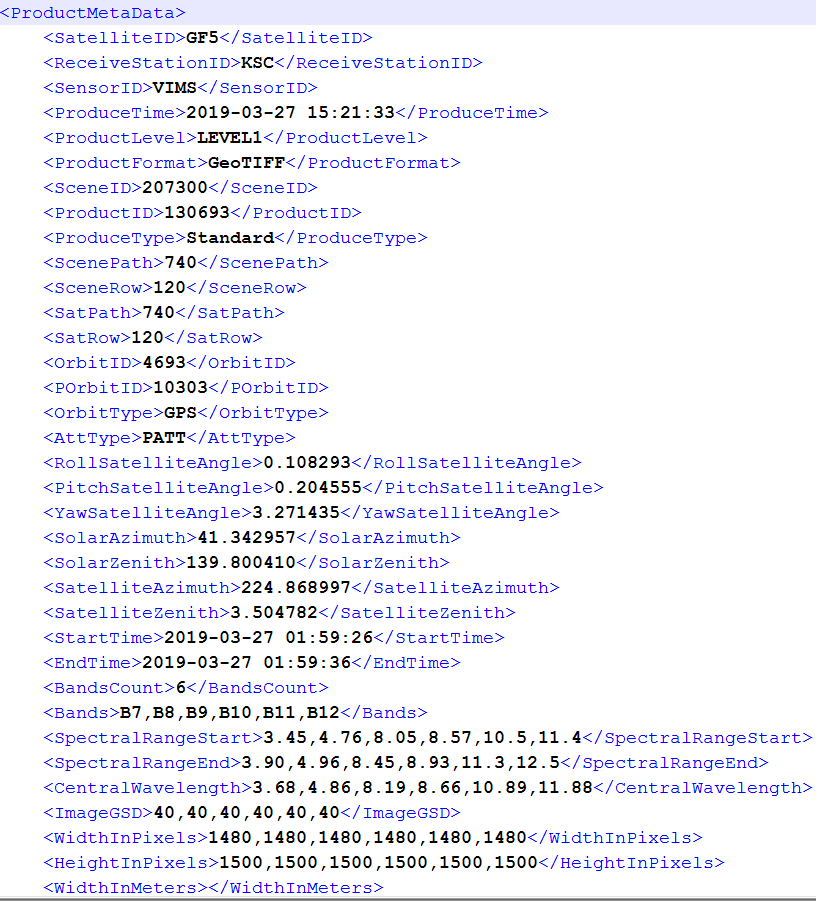 <ProductMetaData>
<SatelliteID>GF5</SatelliteID>
<ReceiveStationID>KSC</ReceiveStationID>
<SensorID>VIMS</SensorID>
<ProduceTime>2019-03-27 15:21:33</ProduceTime>
<ProductLevel>LEVEL1</ProductLevel>
<ProductFormat>GeoTIFF</ProductFormat>
<SceneID>207300</SceneID>
<ProductID>130693</ProductID>
<ProduceType>Standard</ProduceType>
<ScenePath>740</ScenePath>
<SceneRow>120</SceneRow>
<SatPath>740</SatPath>
<SatRow>120</SatRow>
<OrbitID>4693</OrbitID>
<POrbitID>10303</POrbitID>
<OrbitType>GPS</OrbitType>
<AttType>PATT</AttType>
<RollSatelliteAngle>0.108293</RollSatelliteAngle>
<PitchSatelliteAngle>0.204555</PitchSatelliteAngle>
<YawSatelliteAngle>3.271435</YawSatelliteAngle>
<SolarAzimuth>41.342957</SolarAzimuth>
<SolarZenith>139.800410</SolarZenith>
<SatelliteAzimuth>224.868997</SatelliteAzimuth>
<SatelliteZenith>3.504782</SatelliteZenith>
<StartTime>2019-03-27 01:59:26</StartTime>
<EndTime>2019-03-27 01:59:36</EndTime>
<BandsCount>6</BandsCount>
<Bands>B7,B8,B9,B10,B11,B12</Bands>
<SpectralRangeStart>3.45,4.76,8.05,8.57,10.5,11.4</SpectralRangeStart>
<SpectralRangeEnd>3.90,4.96,8.45,8.93,11.3,12.5</SpectralRangeEnd>
<CentralWavelength>3.68,4.86,8.19,8.66,10.89,11.88</CentralWavelength>
<ImageGSD>40,40,40,40,40,40</ImageGSD>
<WidthInPixels>1480,1480,1480,1480,1480,1480</WidthInPixels>
<HeightInPixels>1500,1500,1500,1500,1500,1500</HeightInPixels>
<WidthInMeters></WidthInMeters>